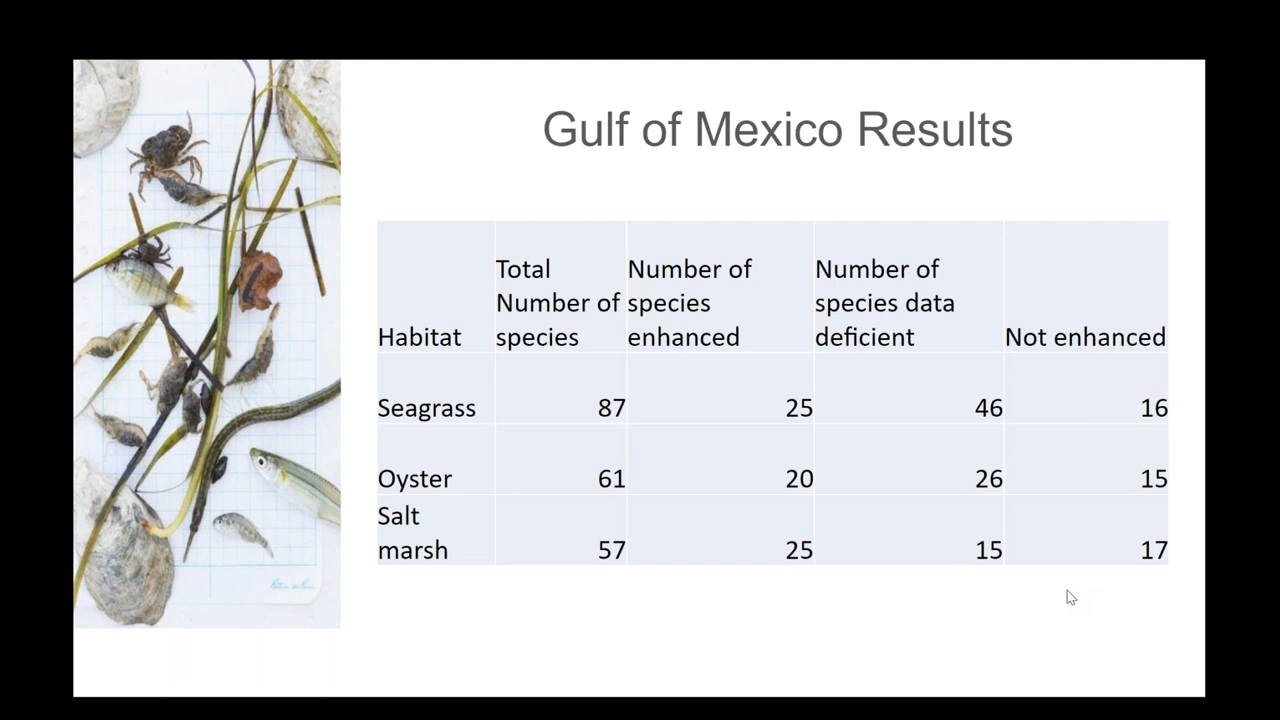 Gulf of Mexico Results
Habitat Total Number of species Number of species enhanced Number of species data deficient Not enhanced
Seagrass 87 25 46 16
Oyster 61 20 26 15
Salt marsh 57 25 15 17